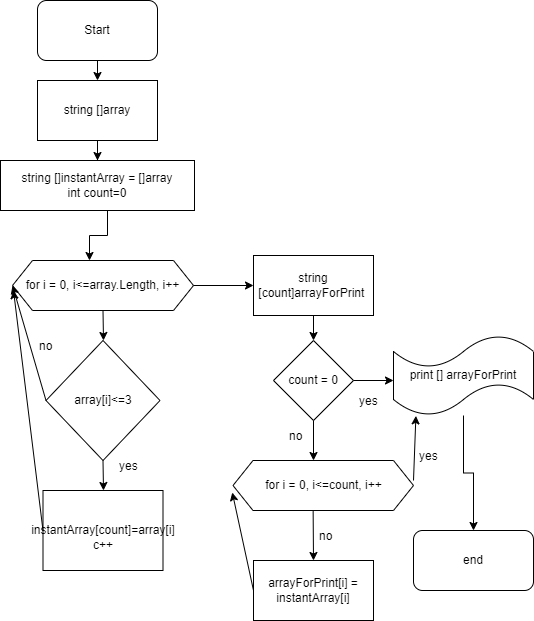 Start
string []array
string []instantArray = []array
int count=0
for i = 0, i<=array.Length, i++
no
array[i]<=3
yes
instantArray[count]=array[i]
c++
string
[count]arrayForPrint
count = 0
yes
print [] arrayForPrint
no
for i = 0, i<=count, i++
yes
no
arrayForPrint[i] =
instantArray[i]
end